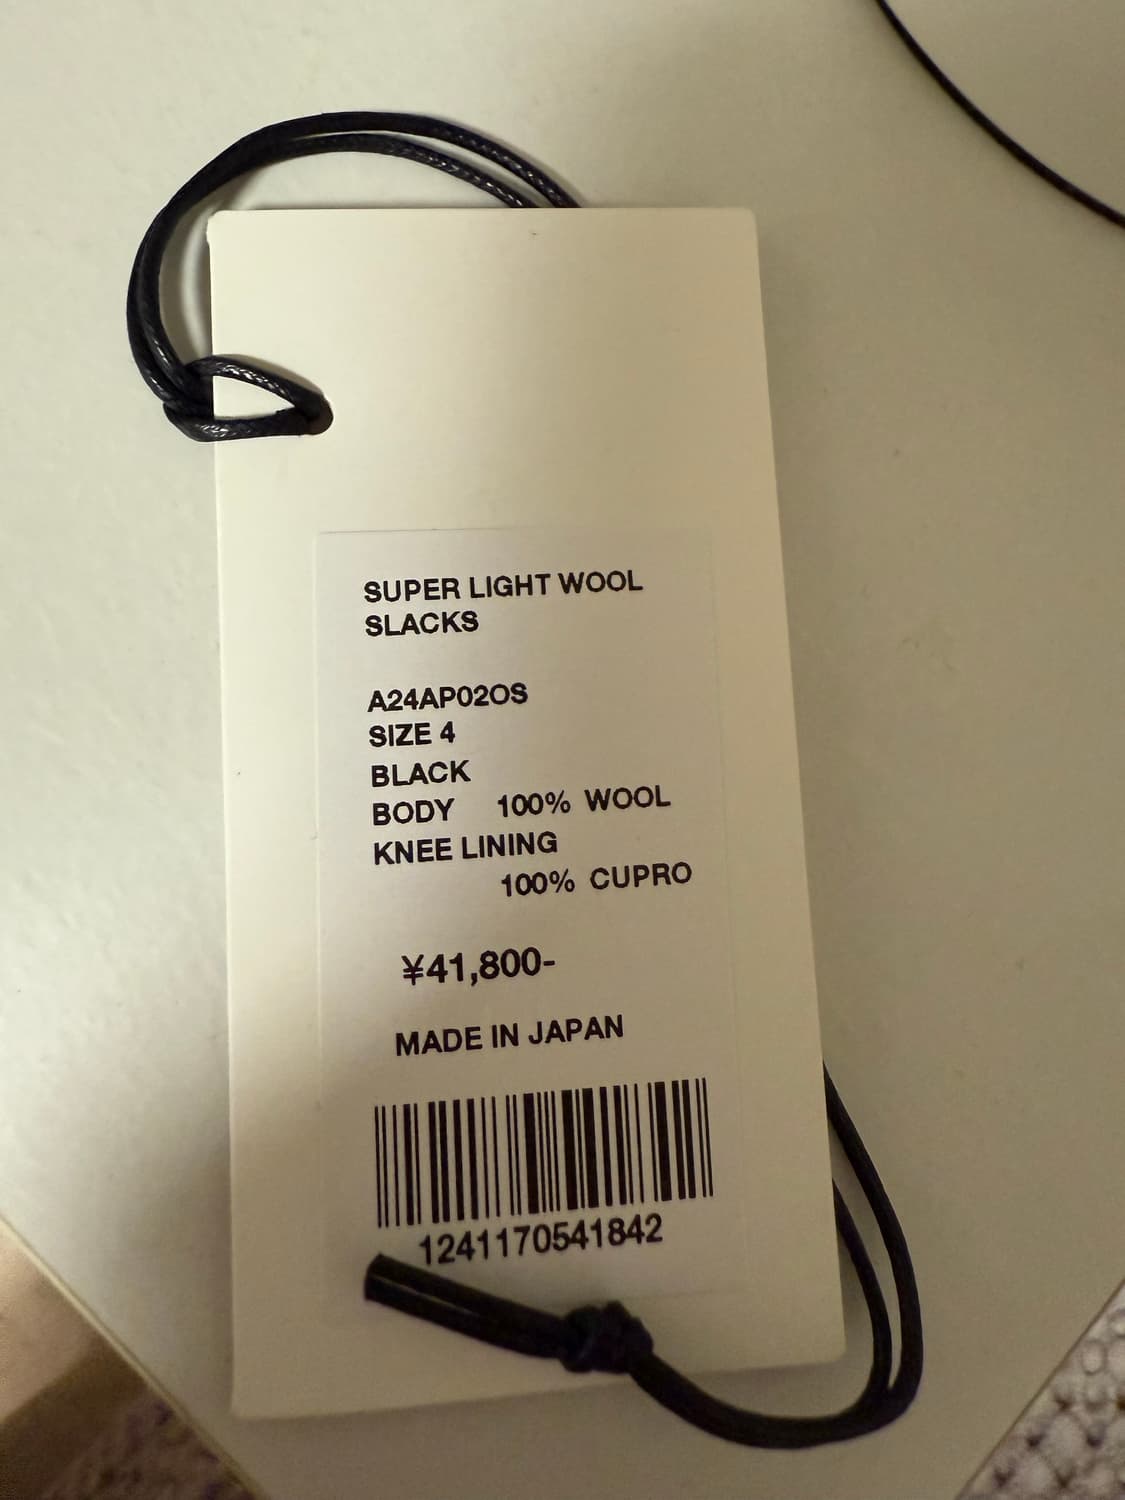 SUPER LIGHT WOOL
SLACKS
A24AP02OS
SIZE 4
BLACK
BODY 100% WOOL
KNEE LINING
100% CUPRO
¥41,800-
MADE IN JAPAN
1241170541842